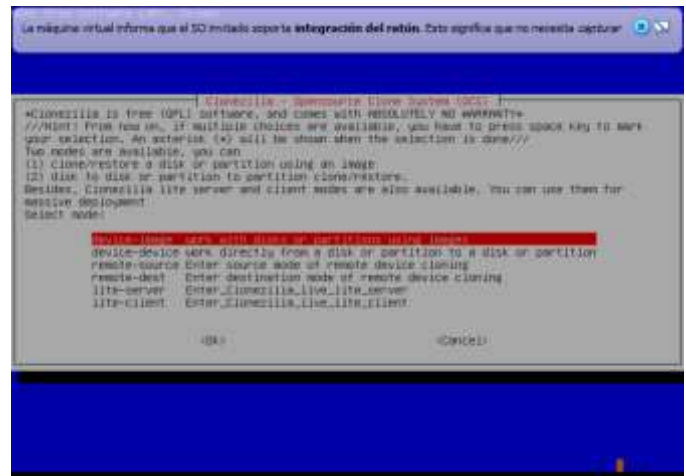 La máquina virtual informa que el SO invitado soporta integración del ratón. Esto significa que no necesita capturar
Clonezilla - Opensource Clone System (OCS)
*Clonezilla is free (GPL) software, and comes with ABSOLUTELY NO WARRANTY*
///Hint! From now on, if multiple choices are available, you have to press space key to mark
your selection. An asterisk (*) will be shown when the selection is done///
Two modes are available, you can
(1) clone/restore a disk or partition using an image
(2) disk to disk or partition to partition clone/restore.
Besides, Clonezilla lite server and client modes are also available. You can use them for
massive deployment
Select mode:
device-image work with disks or partitions using images
device-device work directly from a disk or partition to a disk or partition
remote-source Enter source mode of remote device cloning
remote-dest Enter destination mode of remote device cloning
lite-server Enter_Clonezilla_live_lite_server
lite-client Enter_Clonezilla_live_lite_client
<Ok> <Cancel>